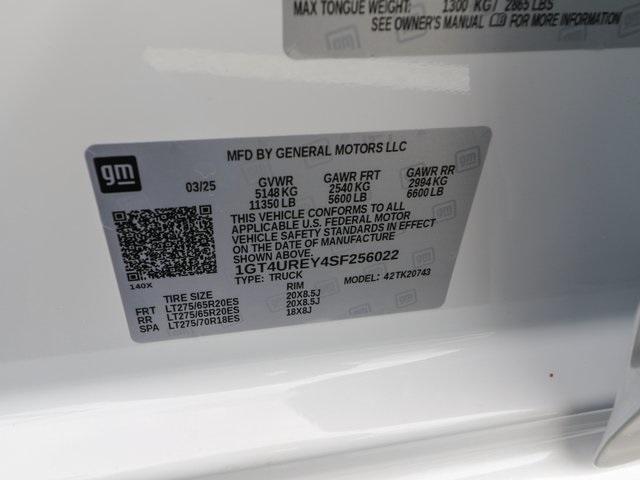 MAX TONGUE WEIGHT: 1300 KG / 2865 LBS
SEE OWNER'S MANUAL FOR MORE INFORMATION
gm
MFD BY GENERAL MOTORS LLC
03/25
GVWR GAWR FRT GAWR RR
5148 KG 2540 KG 2994 KG
11350 LB 5600 LB 6600 LB
THIS VEHICLE CONFORMS TO ALL
APPLICABLE U.S. FEDERAL MOTOR
VEHICLE SAFETY STANDARDS IN EFFECT
ON THE DATE OF MANUFACTURE
SHOWN ABOVE.
1GT4UREY4SF256022
TYPE: TRUCK MODEL: 42TK20743
140X
TIRE SIZE RIM
FRT LT275/65R20ES 20X8.5J
RR LT275/65R20ES 20X8.5J
SPA LT275/70R18ES 18X8J